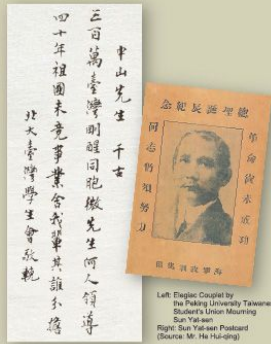 中山先生 千古
三百萬臺灣剛醒同胞微先生何人領導
四十年祖國未竟事業舍我輩其誰分擔
北大臺灣學生會敬輓
總理誕辰紀念
革命尚未成功
同志仍須努力
Left: Elegiac Couplet by
the Peking University Taiwanese
Student's Union Mourning
Sun Yat-sen
Right: Sun Yat-sen Postcard
(Source: Mr. He Hui-qing)